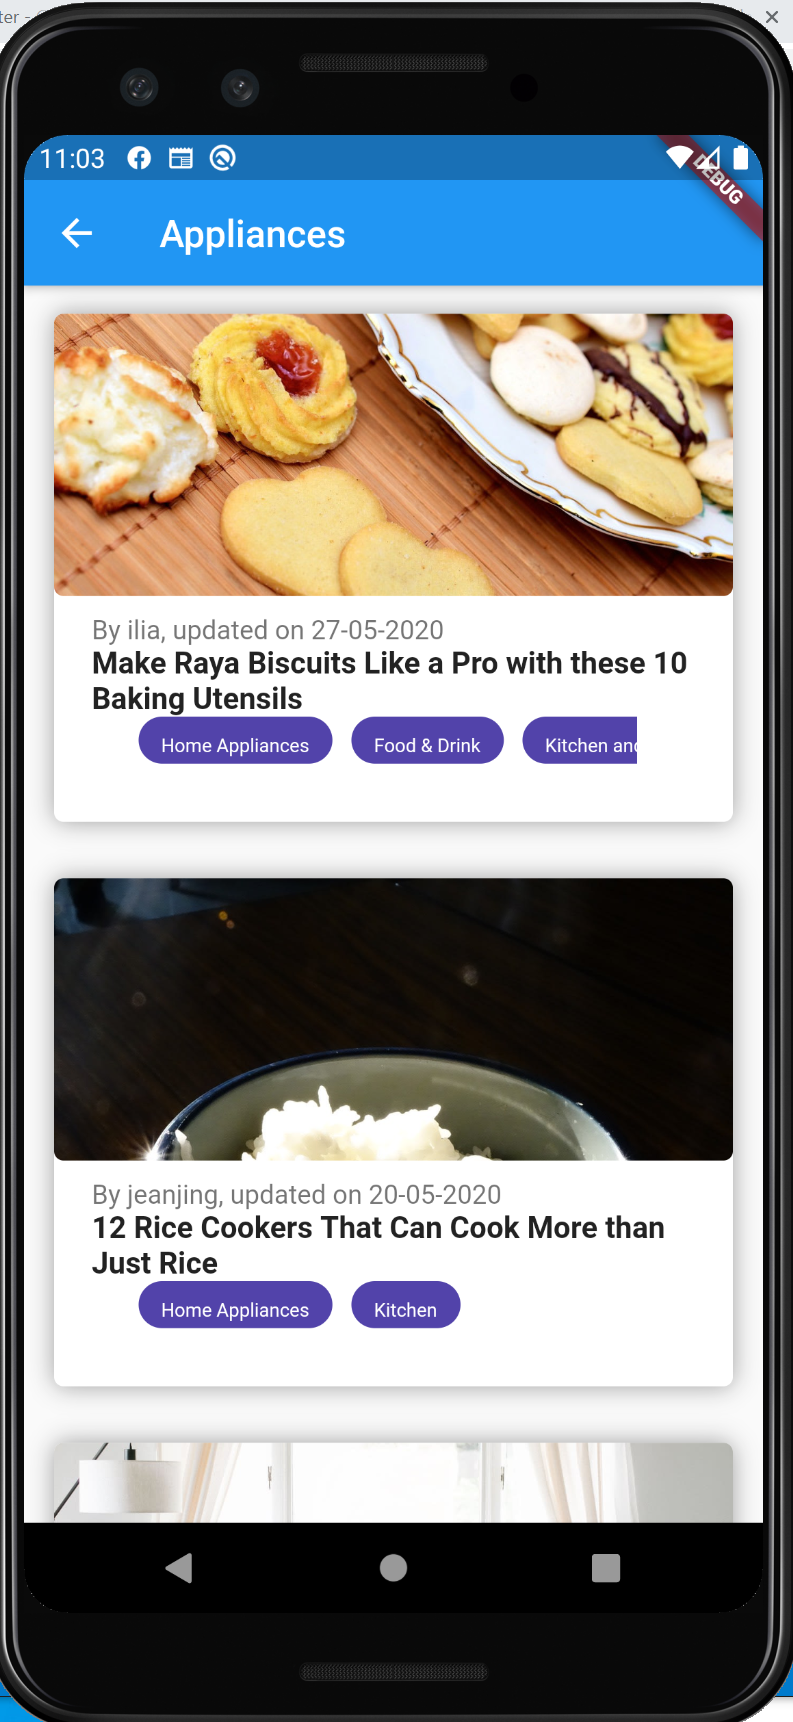 ter -
11:03
DEBUG
Appliances
By ilia, updated on 27-05-2020
Make Raya Biscuits Like a Pro with these 10
Baking Utensils
Home Appliances Food & Drink Kitchen and
By jeanjing, updated on 20-05-2020
12 Rice Cookers That Can Cook More than
Just Rice
Home Appliances Kitchen